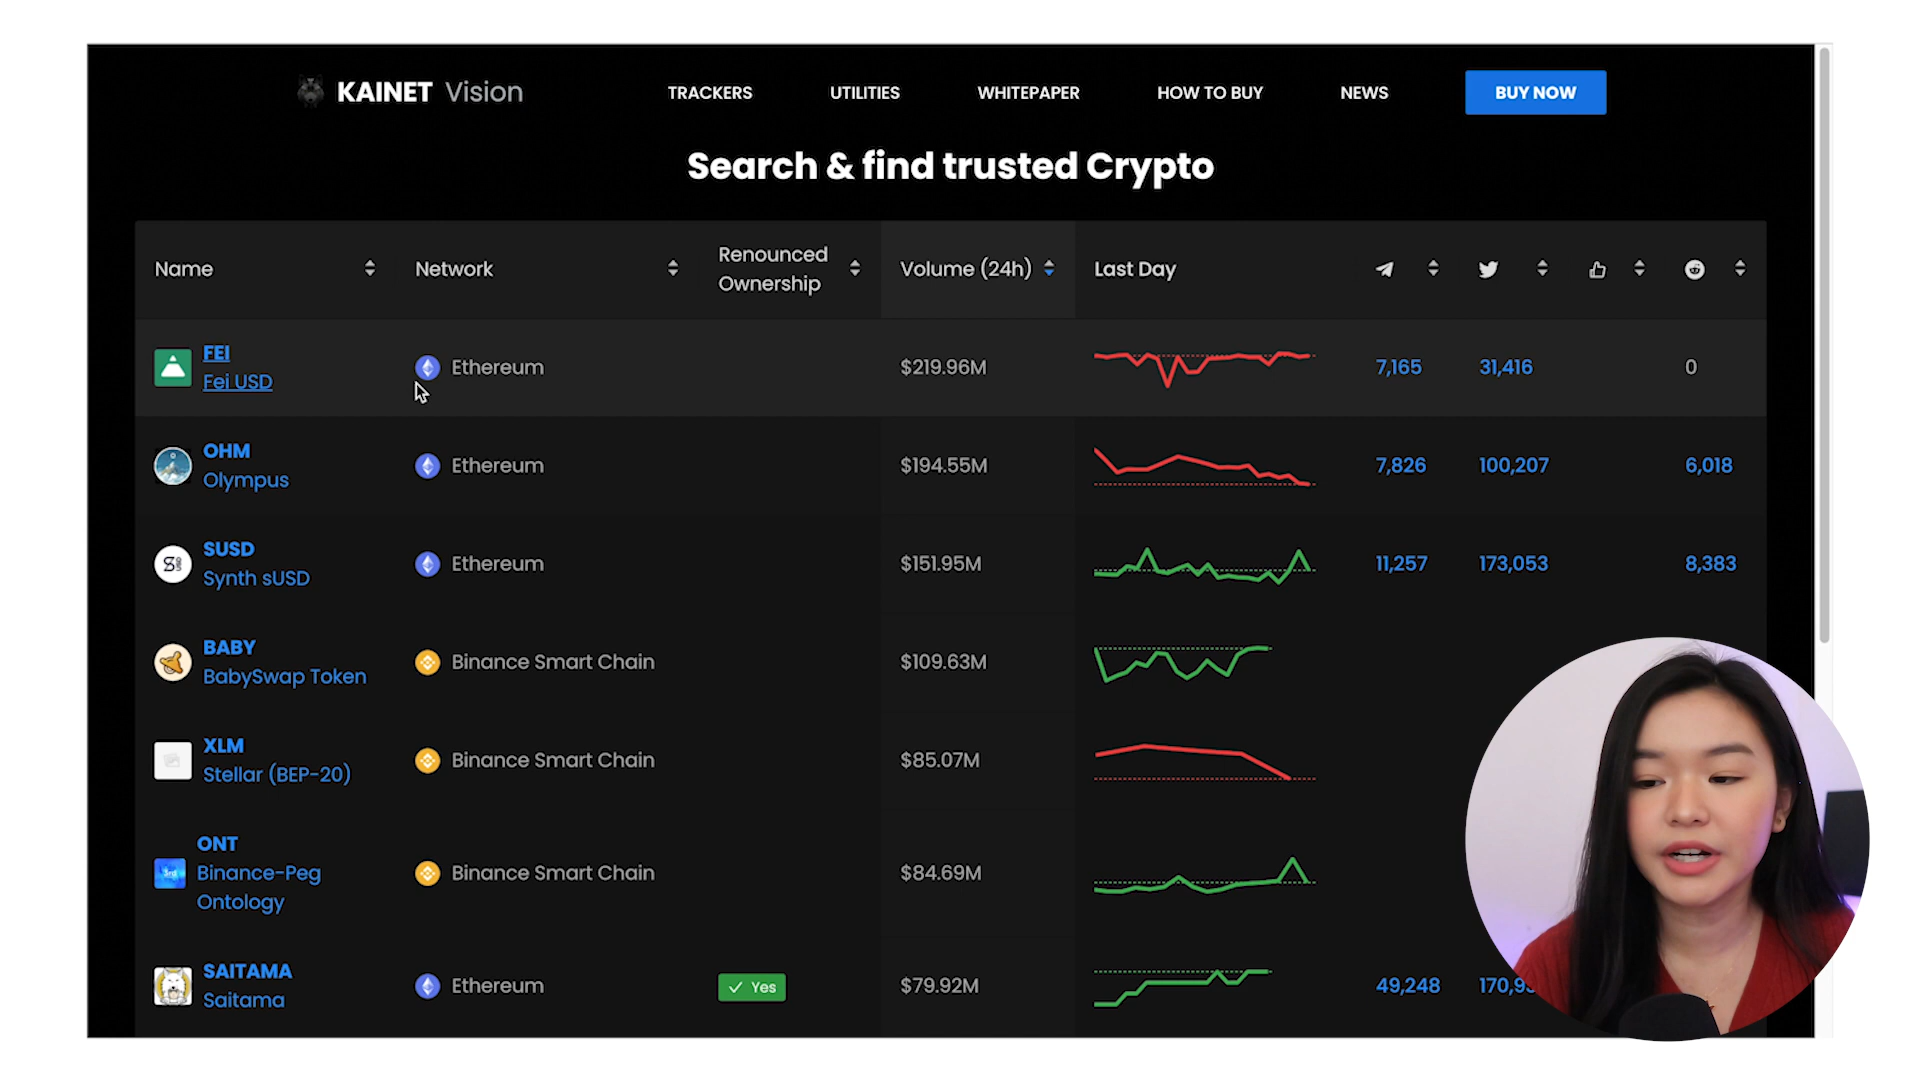 KAINET Vision TRACKERS UTILITIES WHITEPAPER HOW TO BUY NEWS BUY NOW
Search & find trusted Crypto
Name Network Renounced Ownership Volume (24h) Last Day
FEI
Fei USD Ethereum $219.96M 7,165 31,416 0
OHM
Olympus Ethereum $194.55M 7,826 100,207 6,018
SUSD
Synth sUSD Ethereum $151.95M 11,257 173,053 8,383
BABY
BabySwap Token Binance Smart Chain $109.63M
XLM
Stellar (BEP-20) Binance Smart Chain $85.07M
ONT
Binance-Peg
Ontology Binance Smart Chain $84.69M
SAITAMA
Saitama Ethereum Yes $79.92M 49,248